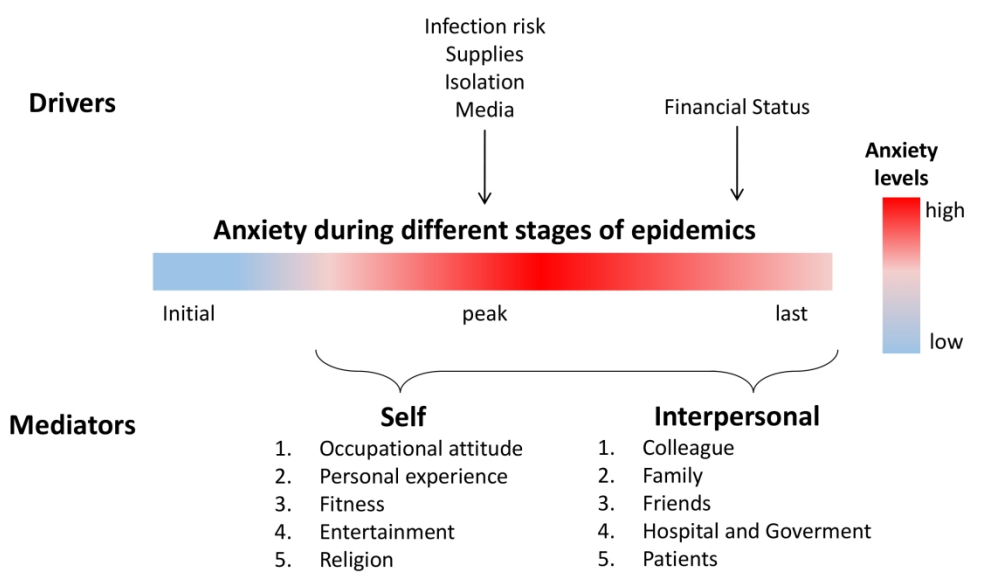 Infection risk
Supplies
Isolation
Media
Drivers
Financial Status
Anxiety
levels
high
low
Anxiety during different stages of epidemics
Initial
peak
last
Mediators
Self
1. Occupational attitude
2. Personal experience
3. Fitness
4. Entertainment
5. Religion
Interpersonal
1. Colleague
2. Family
3. Friends
4. Hospital and Goverment
5. Patients